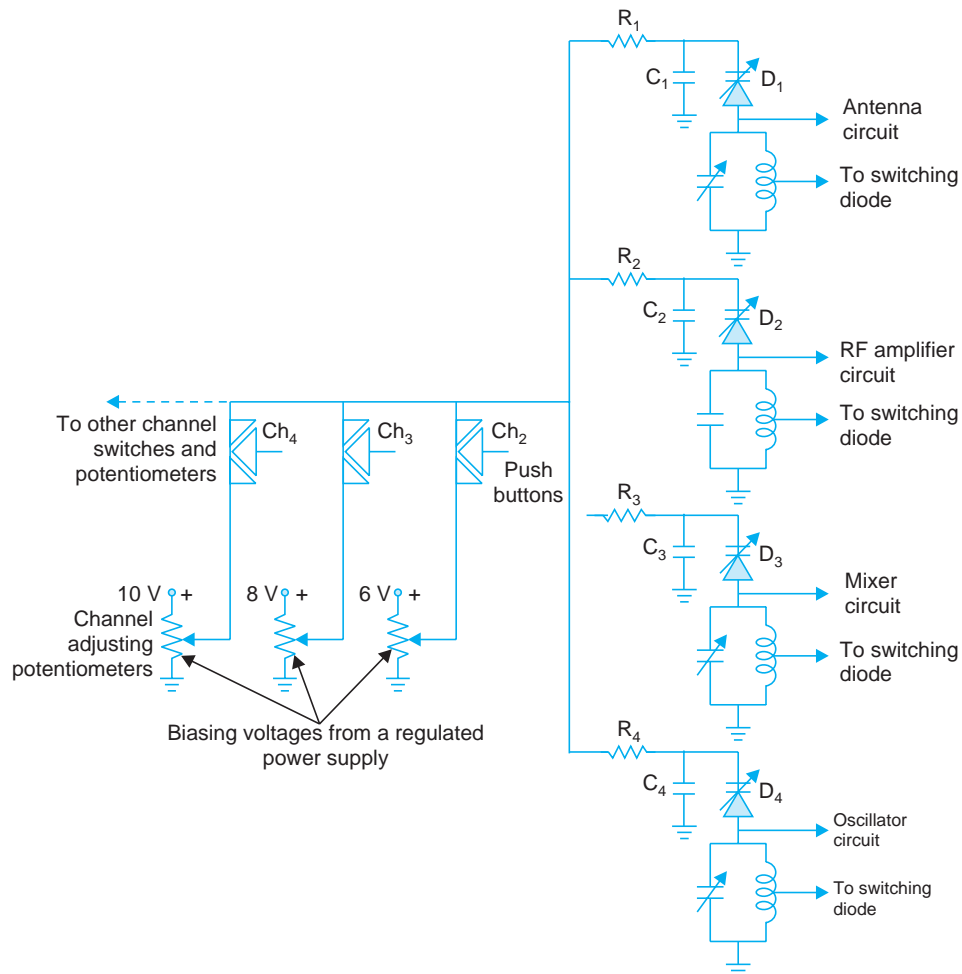 R1
C1
D1
Antenna
circuit
To switching
diode
R2
C2
D2
RF amplifier
circuit
To switching
diode
To other channel
switches and
potentiometers
Ch4
Ch3
Ch2
Push
buttons
R3
C3
D3
Mixer
circuit
To switching
diode
10 V +
8 V +
6 V +
Channel
adjusting
potentiometers
Biasing voltages from a regulated
power supply
R4
C4
D4
Oscillator
circuit
To switching
diode